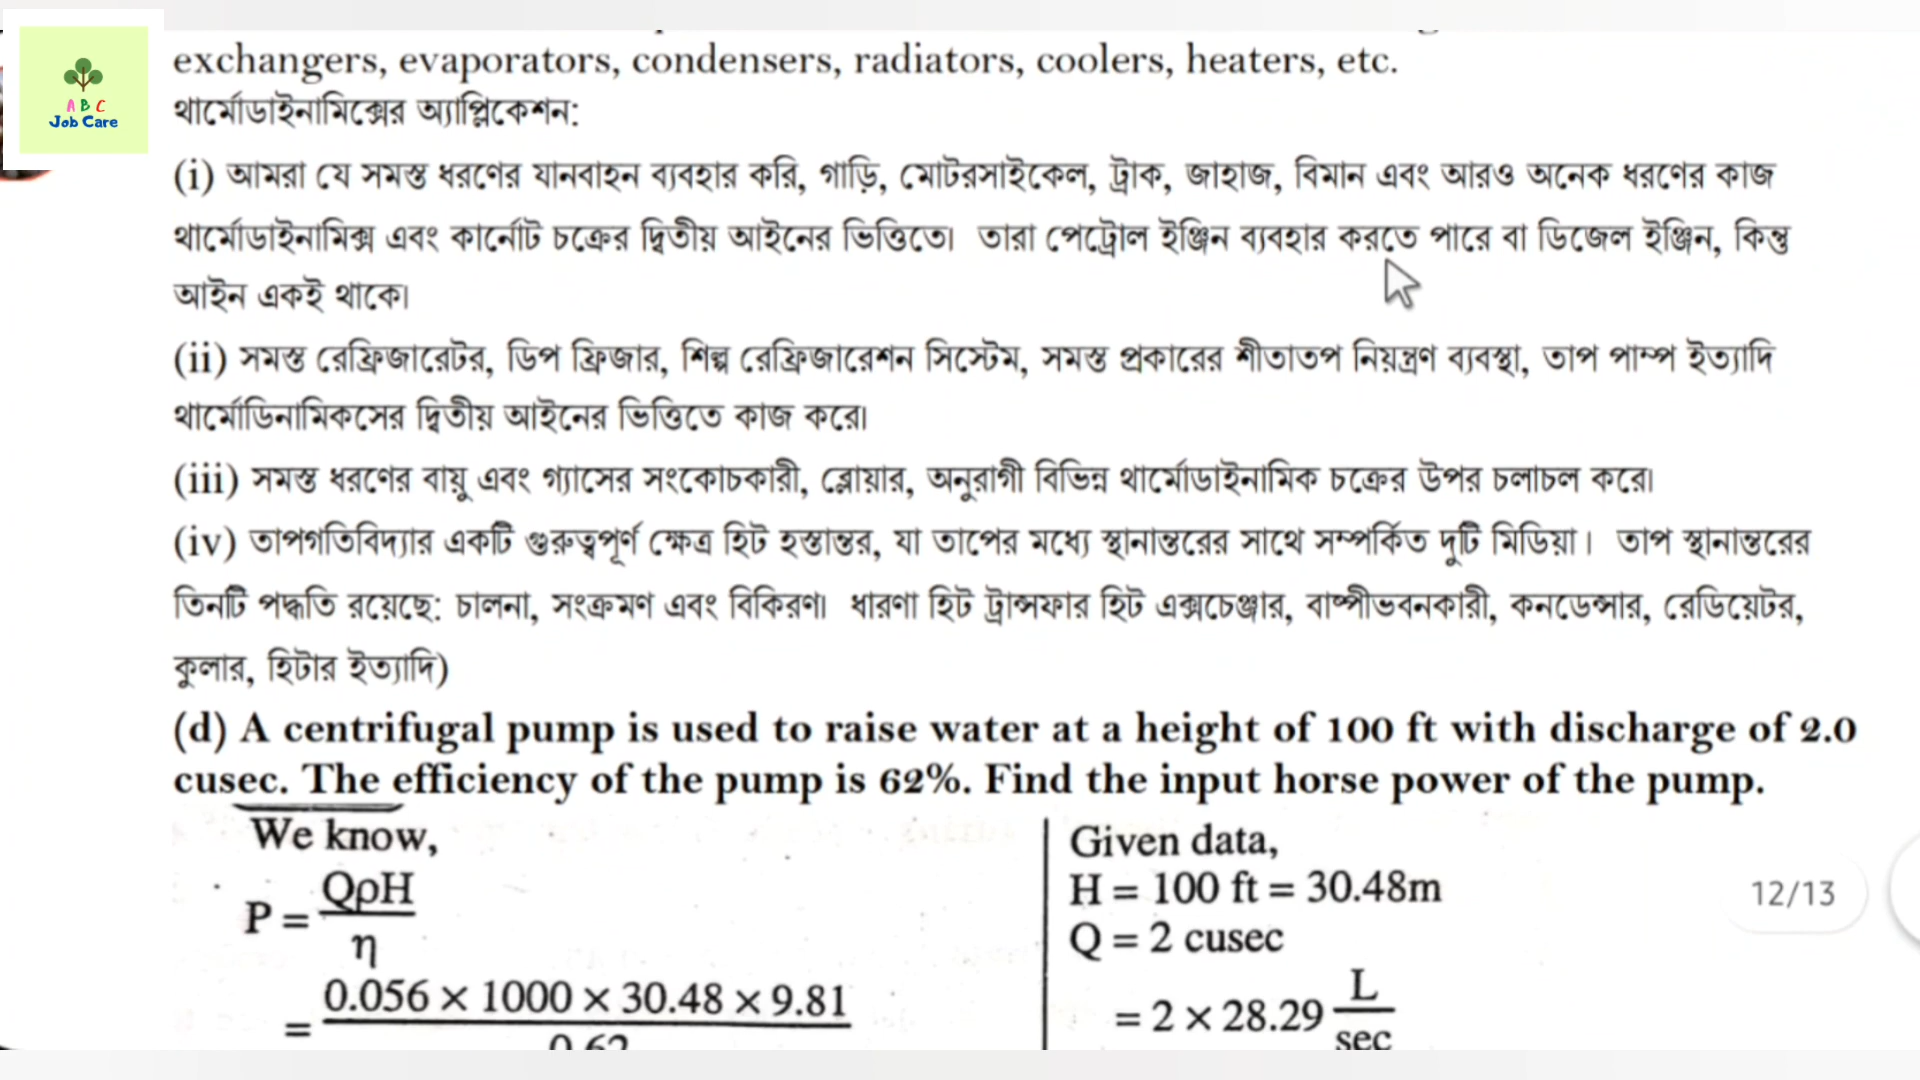 A B C
Job Care
exchangers, evaporators, condensers, radiators, coolers, heaters, etc.
থার্মোডাইনামিক্সের অ্যাপ্লিকেশন:
(i) আমরা যে সমস্ত ধরণের যানবাহন ব্যবহার করি, গাড়ি, মোটরসাইকেল, ট্রাক, জাহাজ, বিমান এবং আরও অনেক ধরণের কাজ
থার্মোডাইনামিক্স এবং কার্নোট চক্রের দ্বিতীয় আইনের ভিত্তিতে। তারা পেট্রোল ইঞ্জিন ব্যবহার করতে পারে বা ডিজেল ইঞ্জিন, কিন্তু
আইন একই থাকে।
(ii) সমস্ত রেফ্রিজারেটর, ডিপ ফ্রিজার, শিল্প রেফ্রিজারেশন সিস্টেম, সমস্ত প্রকারের শীতাতপ নিয়ন্ত্রণ ব্যবস্থা, তাপ পাম্প ইত্যাদি
থার্মোডিনামিকসের দ্বিতীয় আইনের ভিত্তিতে কাজ করে।
(iii) সমস্ত ধরণের বায়ু এবং গ্যাসের সংকোচকারী, ব্লোয়ার, অনুরাগী বিভিন্ন থার্মোডাইনামিক চক্রের উপর চলাচল করে।
(iv) তাপগতিবিদ্যার একটি গুরুত্বপূর্ণ ক্ষেত্র হিট হস্তান্তর, যা তাপের মধ্যে স্থানান্তরের সাথে সম্পর্কিত দুটি মিডিয়া। তাপ স্থানান্তরের
তিনটি পদ্ধতি রয়েছে: চালনা, সংক্রমণ এবং বিকিরণ। ধারণা হিট ট্রান্সফার হিট এক্সচেঞ্জার, বাষ্পীভবনকারী, কনডেন্সার, রেডিয়েটর,
কুলার, হিটার ইত্যাদি)
(d) A centrifugal pump is used to raise water at a height of 100 ft with discharge of 2.0
cusec. The efficiency of the pump is 62%. Find the input horse power of the pump.
We know,
P = QρH / η
= 0.056 × 1000 × 30.48 × 9.81 / 0.62
Given data,
H = 100 ft = 30.48m
Q = 2 cusec
= 2 × 28.29 L / sec
12/13